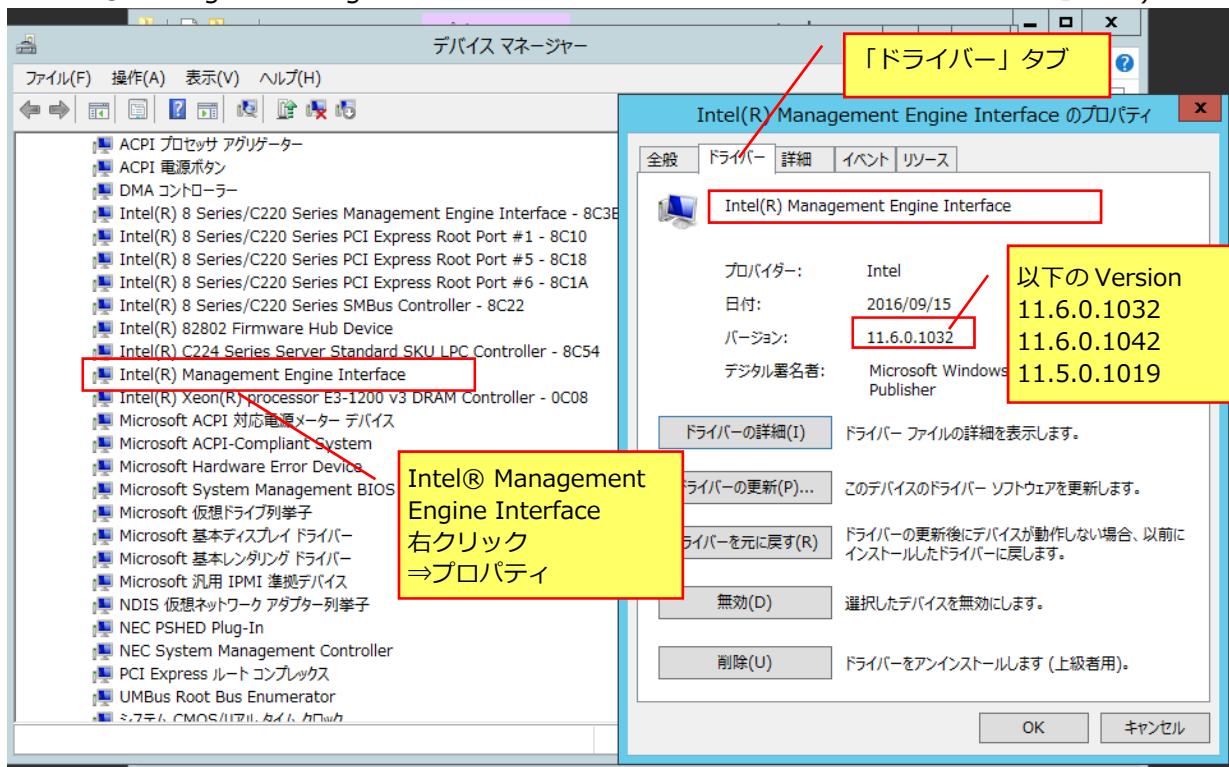 デバイス マネージャー
ファイル(F) 操作(A) 表示(V) ヘルプ(H)
ACPI プロセッサ アグリゲーター
ACPI 電源ボタン
DMA コントローラー
Intel(R) 8 Series/C220 Series Management Engine Interface - 8C3
Intel(R) 8 Series/C220 Series PCI Express Root Port #1 - 8C10
Intel(R) 8 Series/C220 Series PCI Express Root Port #5 - 8C18
Intel(R) 8 Series/C220 Series PCI Express Root Port #6 - 8C1A
Intel(R) 8 Series/C220 Series SMBus Controller - 8C22
Intel(R) 82802 Firmware Hub Device
Intel(R) C224 Series Server Standard SKU LPC Controller - 8C54
Intel(R) Management Engine Interface
Intel(R) Xeon(R) processor E3-1200 v3 DRAM Controller - 0C08
Microsoft ACPI 対応電源メーター デバイス
Microsoft ACPI-Compliant System
Microsoft Hardware Error Device
Microsoft System Management BIOS
Microsoft 仮想ドライブ列挙子
Microsoft 基本ディスプレイ ドライバー
Microsoft 基本レンダリング ドライバー
Microsoft 汎用 IPMI 準拠デバイス
NDIS 仮想ネットワーク アダプター列挙子
NEC PSHED Plug-In
NEC System Management Controller
PCI Express ルート コンプレックス
UMBus Root Bus Enumerator
システム CMOS/リアル タイム クロック
Intel® Management
Engine Interface
右クリック
⇒プロパティ
「ドライバー」タブ
Intel(R) Management Engine Interface のプロパティ
全般 ドライバー 詳細 イベント リソース
Intel(R) Management Engine Interface
プロバイダー: Intel
日付: 2016/09/15
バージョン: 11.6.0.1032
デジタル署名者: Microsoft Windows
Publisher
以下の Version
11.6.0.1032
11.6.0.1042
11.5.0.1019
ドライバーの詳細(I) ドライバー ファイルの詳細を表示します。
ドライバーの更新(P)... このデバイスのドライバー ソフトウェアを更新します。
ライバーを元に戻す(R) ドライバーの更新後にデバイスが動作しない場合、以前に
インストールしたドライバーに戻します。
無効(D) 選択したデバイスを無効にします。
削除(U) ドライバーをアンインストールします (上級者用)。
OK キャンセル